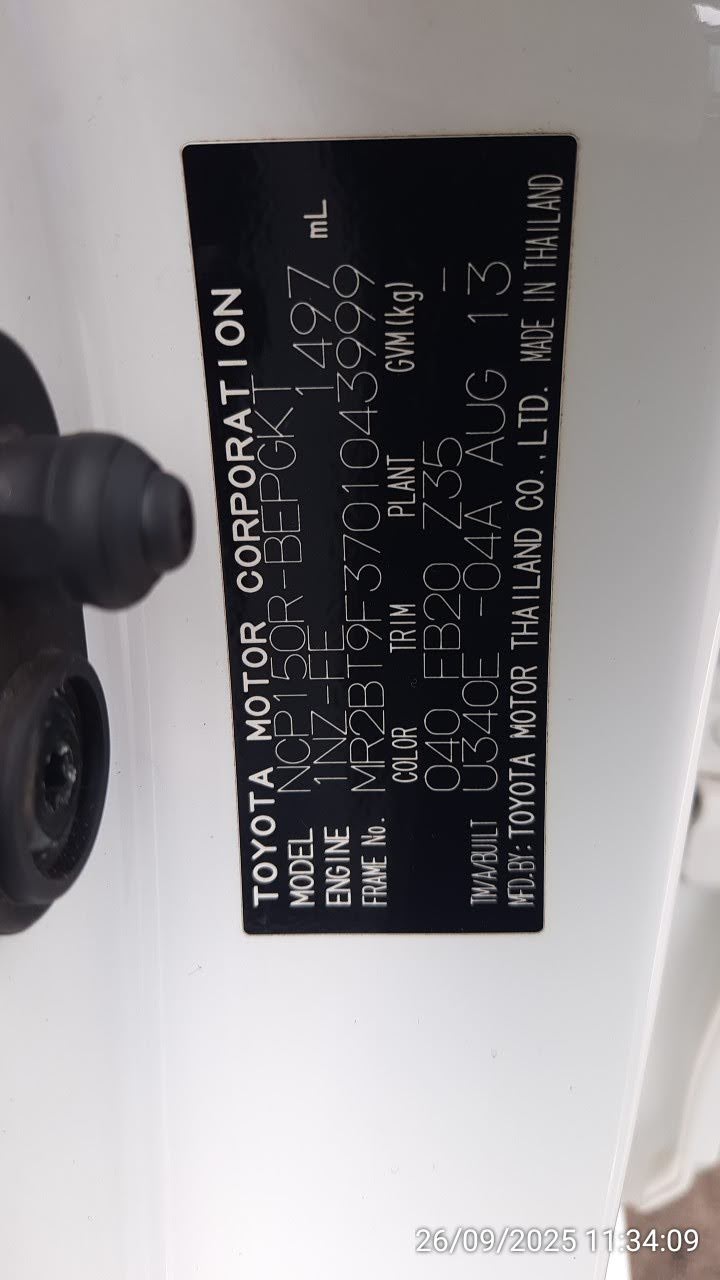 TOYOTA MOTOR CORPORATION
MODEL NCP150R-BEPGKT
ENGINE 1NZ-FE 1497 mL
FRAME No. MR2BT9F3701043999
COLOR TRIM PLANT GVM(kg)
040 FB20 Z35 -
TM/A/BUILT U340E -04A AUG 13
MFD.BY: TOYOTA MOTOR THAILAND CO.,LTD. MADE IN THAILAND
26/09/2025 11:34:09